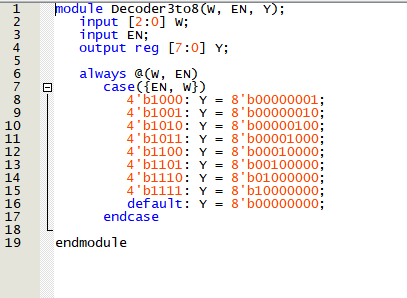 1 module Decoder3to8(W, EN, Y);
2    input [2:0] W;
3    input EN;
4    output reg [7:0] Y;
5
6    always @(W, EN)
7       case({EN, W})
8          4'b1000: Y = 8'b00000001;
9          4'b1001: Y = 8'b00000010;
10          4'b1010: Y = 8'b00000100;
11          4'b1011: Y = 8'b00001000;
12          4'b1100: Y = 8'b00010000;
13          4'b1101: Y = 8'b00100000;
14          4'b1110: Y = 8'b01000000;
15          4'b1111: Y = 8'b10000000;
16          default: Y = 8'b00000000;
17       endcase
18
19 endmodule